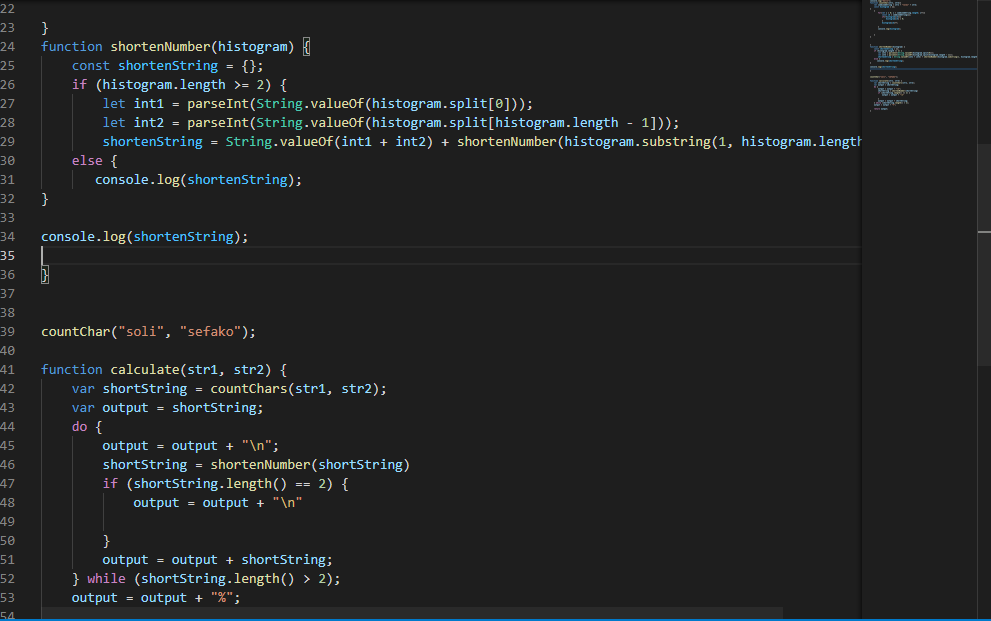 22
23 }
24 function shortenNumber(histogram) {
25 const shortenString = {};
26 if (histogram.length >= 2) {
27 let int1 = parseInt(String.valueOf(histogram.split[0]));
28 let int2 = parseInt(String.valueOf(histogram.split[histogram.length - 1]));
29 shortenString = String.valueOf(int1 + int2) + shortenNumber(histogram.substring(1, histogram.length
30 else {
31 console.log(shortenString);
32 }
33
34 console.log(shortenString);
35
36 }
37
38
39 countChar("soli", "sefako");
40
41 function calculate(str1, str2) {
42 var shortString = countChars(str1, str2);
43 var output = shortString;
44 do {
45 output = output + "\n";
46 shortString = shortenNumber(shortString)
47 if (shortString.length() == 2) {
48 output = output + "\n"
49
50 }
51 output = output + shortString;
52 } while (shortString.length() > 2);
53 output = output + "%";
54